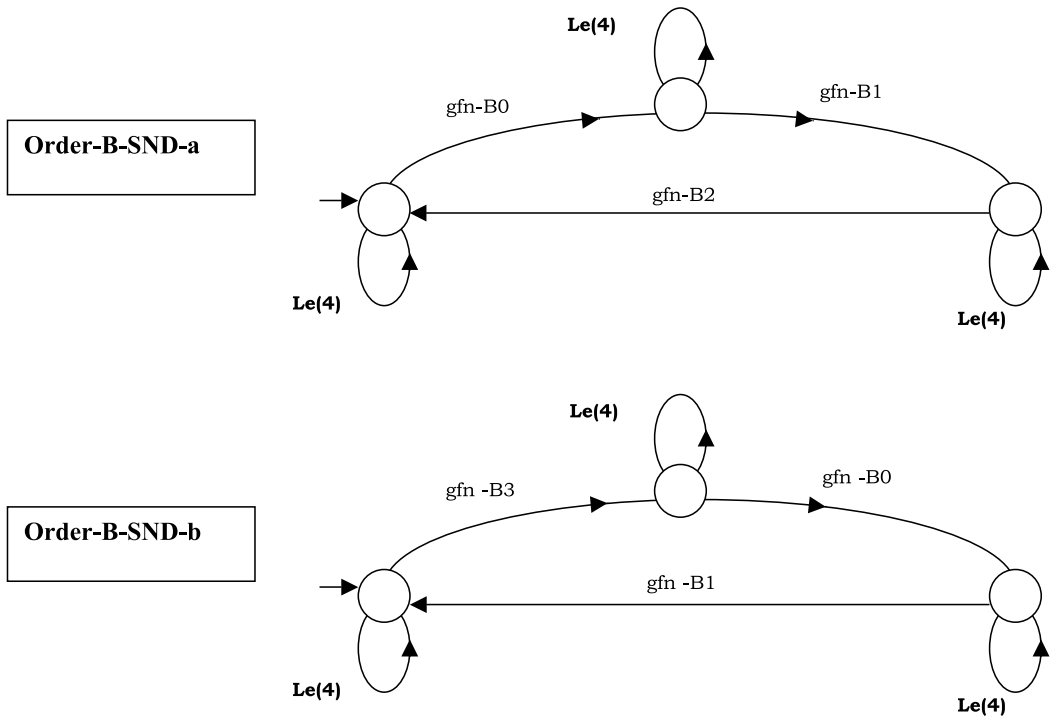 Le(4)
gfn-B0
gfn-B1
Order-B-SND-a
gfn-B2
Le(4)
Le(4)
Le(4)
gfn -B3
gfn -B0
Order-B-SND-b
gfn -B1
Le(4)
Le(4)